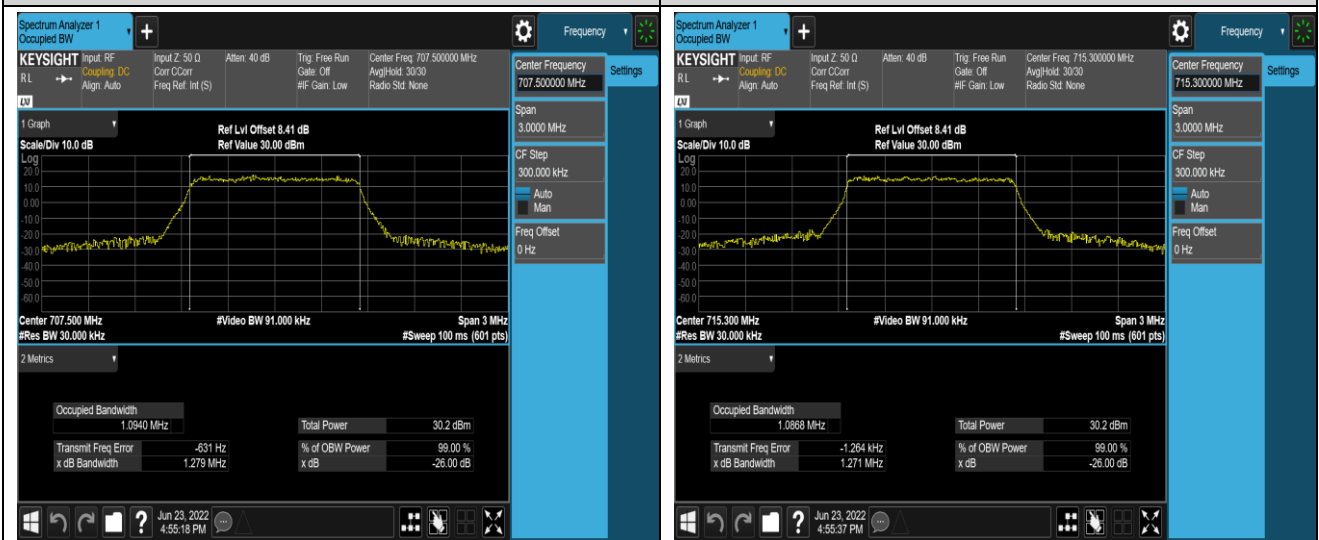 Spectrum Analyzer 1
Occupied BW
Frequency
KEYSIGHT
Input: RF
Coupling: DC
Align: Auto
Input Z: 50 Ω
Corr CCorr
Freq Ref: Int (S)
Atten: 40 dB
Trig: Free Run
Gate: Off
#IF Gain: Low
Center Freq: 707.500000 MHz
Avg|Hold: 30/30
Radio Std: None
RL
LXI
Center Frequency
707.500000 MHz
Settings
Span
3.0000 MHz
CF Step
300.000 kHz
Auto
Man
Freq Offset
0 Hz
1 Graph
Ref Lvl Offset 8.41 dB
Scale/Div 10.0 dB
Ref Value 30.00 dBm
Log
20.0
10.0
0.00
-10.0
-20.0
-30.0
-40.0
-50.0
-60.0
Center 707.500 MHz
#Video BW 91.000 kHz
Span 3 MHz
#Res BW 30.000 kHz
#Sweep 100 ms (601 pts)
2 Metrics
Occupied Bandwidth
1.0940 MHz
Total Power 30.2 dBm
Transmit Freq Error -631 Hz
% of OBW Power 99.00 %
x dB Bandwidth 1.279 MHz
x dB -26.00 dB
?
Jun 23, 2022
4:55:18 PM
Spectrum Analyzer 1
Occupied BW
Frequency
KEYSIGHT
Input: RF
Coupling: DC
Align: Auto
Input Z: 50 Ω
Corr CCorr
Freq Ref: Int (S)
Atten: 40 dB
Trig: Free Run
Gate: Off
#IF Gain: Low
Center Freq: 715.300000 MHz
Avg|Hold: 30/30
Radio Std: None
RL
LXI
Center Frequency
715.300000 MHz
Settings
Span
3.0000 MHz
CF Step
300.000 kHz
Auto
Man
Freq Offset
0 Hz
1 Graph
Ref Lvl Offset 8.41 dB
Scale/Div 10.0 dB
Ref Value 30.00 dBm
Log
20.0
10.0
0.00
-10.0
-20.0
-30.0
-40.0
-50.0
-60.0
Center 715.300 MHz
#Video BW 91.000 kHz
Span 3 MHz
#Res BW 30.000 kHz
#Sweep 100 ms (601 pts)
2 Metrics
Occupied Bandwidth
1.0868 MHz
Total Power 30.2 dBm
Transmit Freq Error -1.264 kHz
% of OBW Power 99.00 %
x dB Bandwidth 1.271 MHz
x dB -26.00 dB
?
Jun 23, 2022
4:55:37 PM